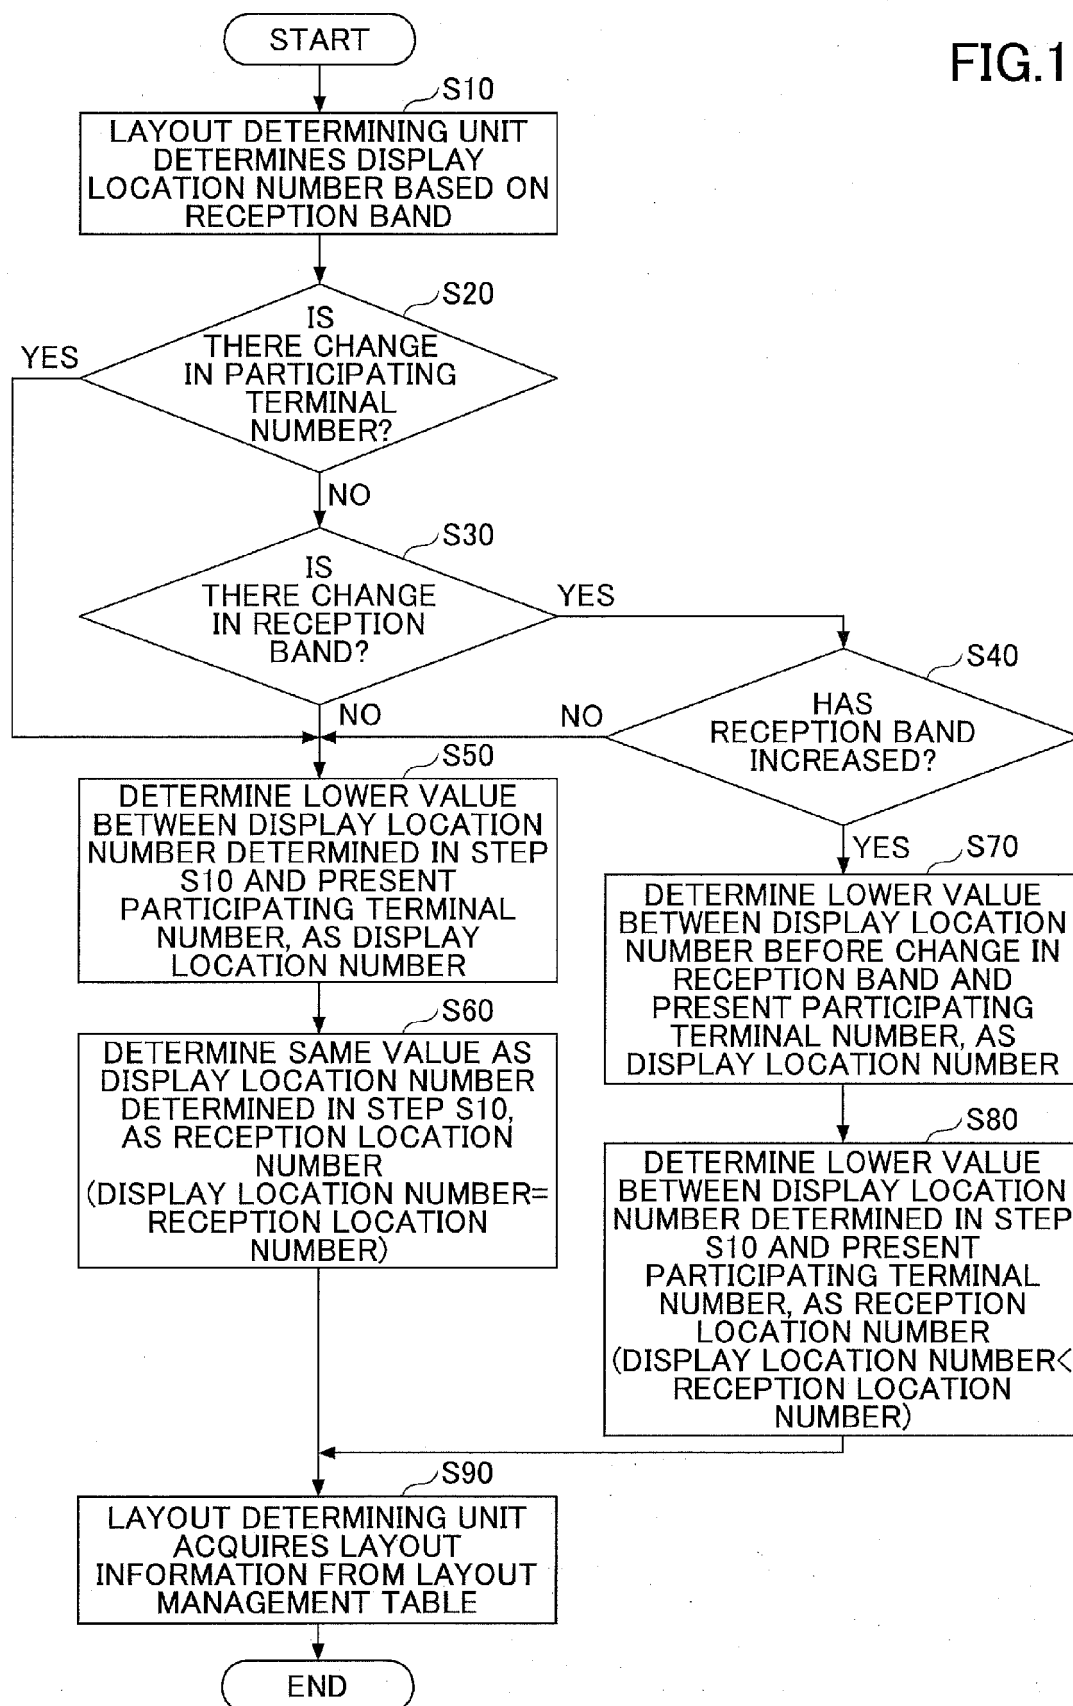 START
FIG.1
S10
LAYOUT DETERMINING UNIT
DETERMINES DISPLAY
LOCATION NUMBER BASED ON
RECEPTION BAND
S20
IS
THERE CHANGE
IN PARTICIPATING
TERMINAL
NUMBER?
YES
NO
S30
IS
THERE CHANGE
IN RECEPTION
BAND?
YES
NO
S40
HAS
RECEPTION BAND
INCREASED?
NO
YES
S50
DETERMINE LOWER VALUE
BETWEEN DISPLAY LOCATION
NUMBER DETERMINED IN STEP
S10 AND PRESENT
PARTICIPATING TERMINAL
NUMBER, AS DISPLAY
LOCATION NUMBER
S60
DETERMINE SAME VALUE AS
DISPLAY LOCATION NUMBER
DETERMINED IN STEP S10,
AS RECEPTION LOCATION
NUMBER
(DISPLAY LOCATION NUMBER=
RECEPTION LOCATION
NUMBER)
S70
DETERMINE LOWER VALUE
BETWEEN DISPLAY LOCATION
NUMBER BEFORE CHANGE IN
RECEPTION BAND AND
PRESENT PARTICIPATING
TERMINAL NUMBER, AS
DISPLAY LOCATION NUMBER
S80
DETERMINE LOWER VALUE
BETWEEN DISPLAY LOCATION
NUMBER DETERMINED IN STEP
S10 AND PRESENT
PARTICIPATING TERMINAL
NUMBER, AS RECEPTION
LOCATION NUMBER
(DISPLAY LOCATION NUMBER<
RECEPTION LOCATION
NUMBER)
S90
LAYOUT DETERMINING UNIT
ACQUIRES LAYOUT
INFORMATION FROM LAYOUT
MANAGEMENT TABLE
END